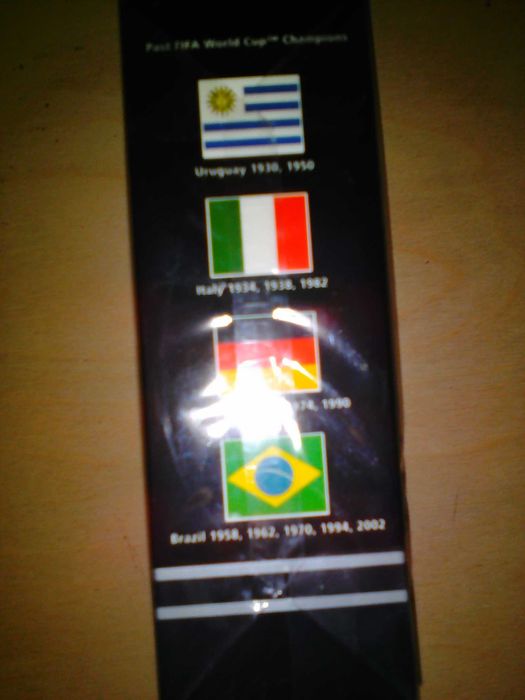 Past FIFA World Cup™ Champions
Uruguay 1930, 1950
Italy 1934, 1938, 1982
1990
Brazil 1958, 1962, 1970, 1994, 2002